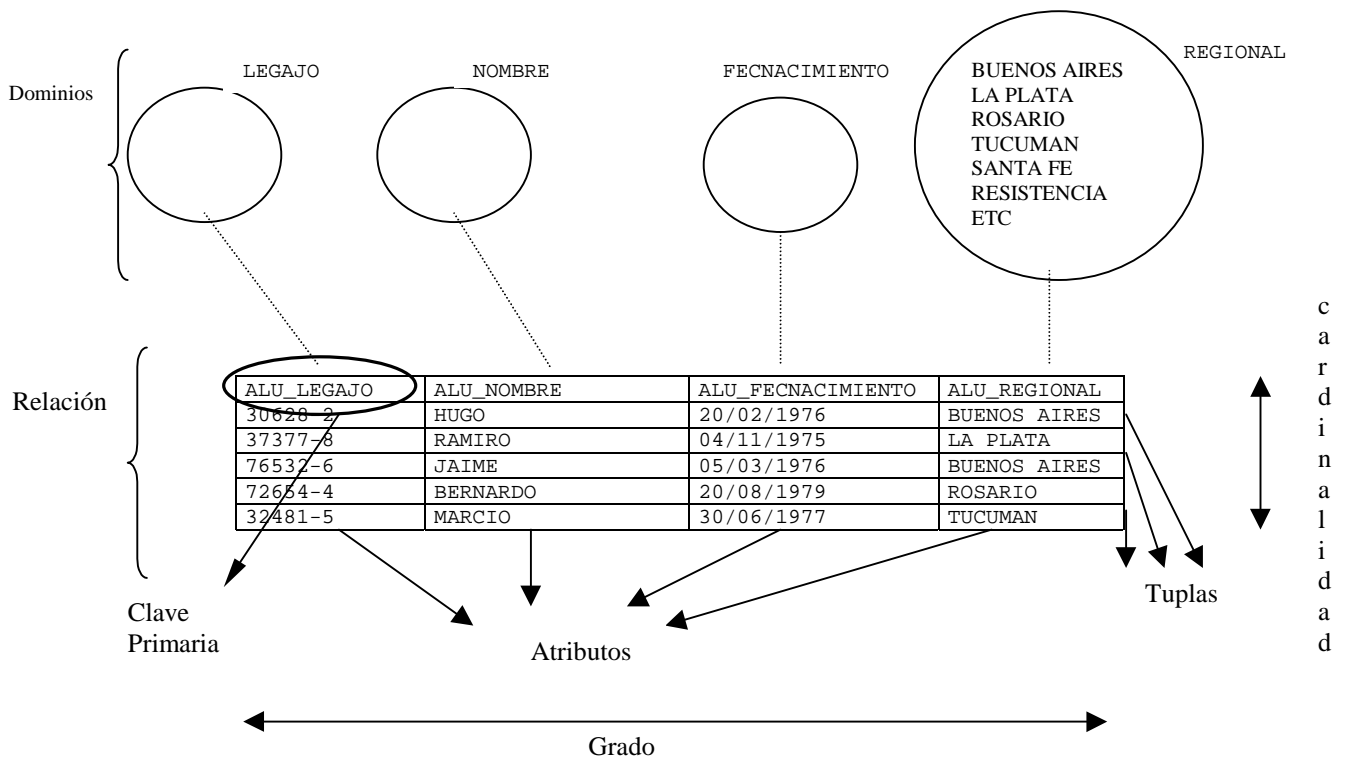 REGIONAL
LEGAJO NOMBRE FECNACIMIENTO
Dominios
BUENOS AIRES
LA PLATA
ROSARIO
TUCUMAN
SANTA FE
RESISTENCIA
ETC
Relación
ALU_LEGAJO ALU_NOMBRE ALU_FECNACIMIENTO ALU_REGIONAL
30628-2 HUGO 20/02/1976 BUENOS AIRES
37377-8 RAMIRO 04/11/1975 LA PLATA
76532-6 JAIME 05/03/1976 BUENOS AIRES
72654-4 BERNARDO 20/08/1979 ROSARIO
32481-5 MARCIO 30/06/1977 TUCUMAN
cardinalidad
Clave
Primaria
Atributos
Tuplas
Grado